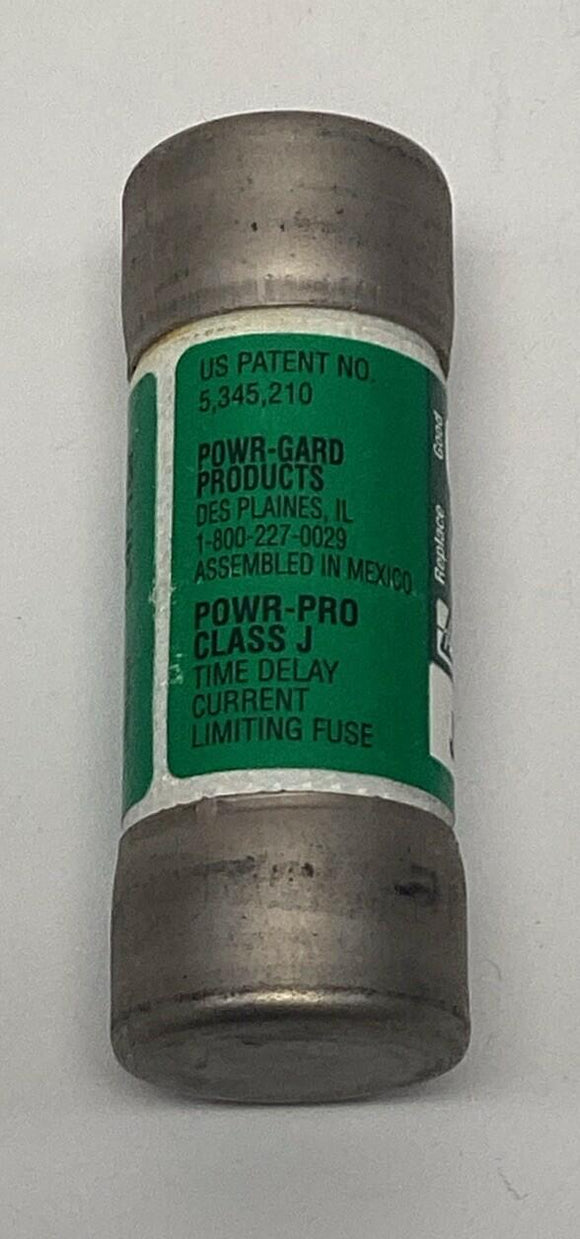 US PATENT NO.
5,345,210
POWR-GARD
PRODUCTS
DES PLAINES, IL
1-800-227-0029
ASSEMBLED IN MEXICO
POWR-PRO
CLASS J
TIME DELAY
CURRENT
LIMITING FUSE
Replace Good